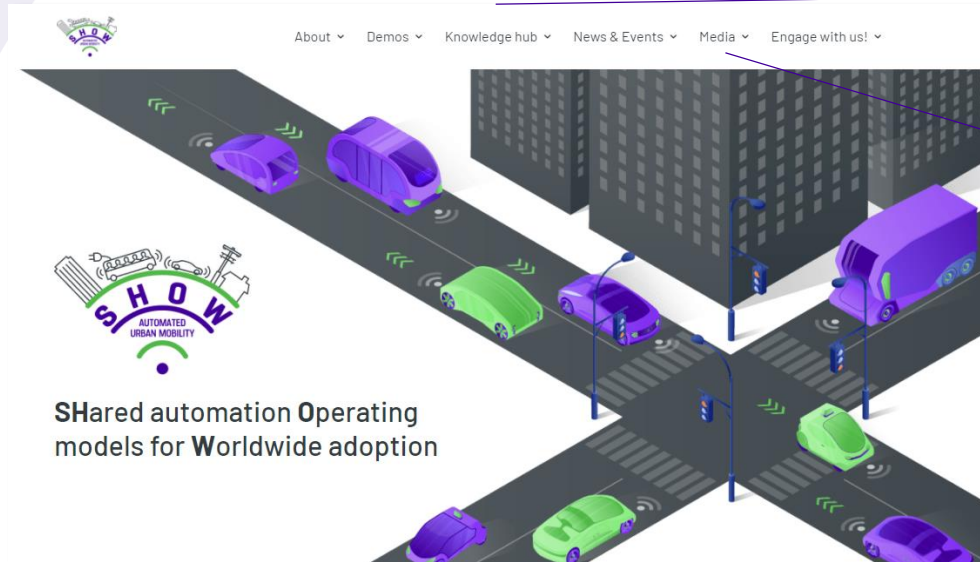 SHOW
About
Demos
Knowledge hub
News & Events
Media
Engage with us!
SHOW
AUTOMATED
URBAN MOBILITY
SHared automation Operating
models for Worldwide adoption